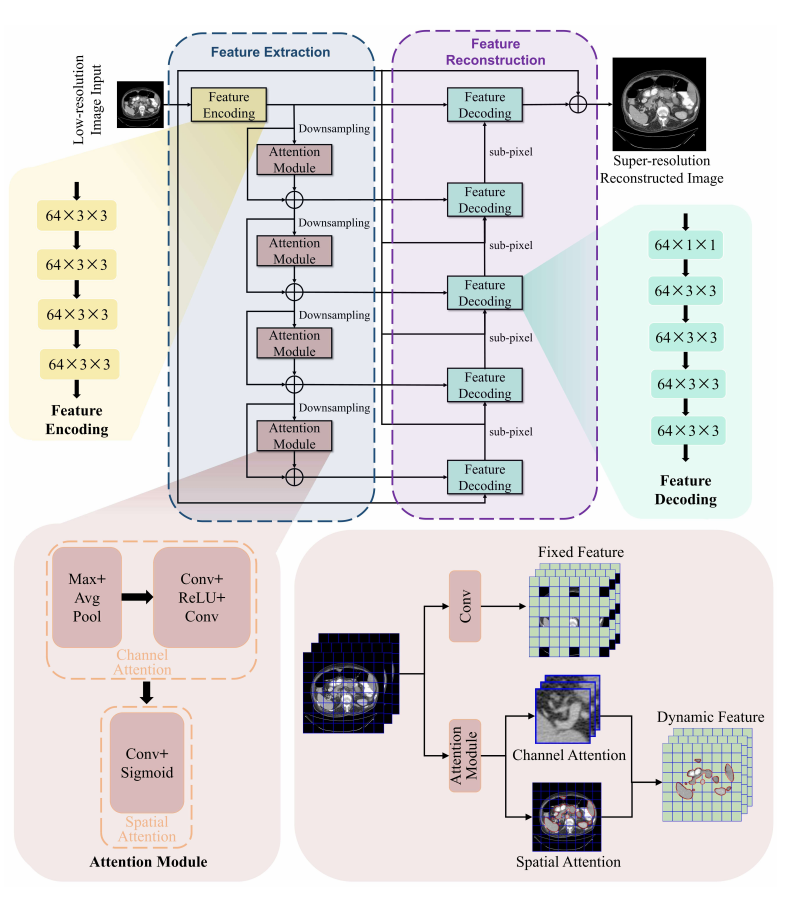 Feature Extraction
Feature
Reconstruction
Low-resolution
Image Input
Feature
Encoding
Feature
Decoding
Downsampling
Attention
Module
sub-pixel
Super-resolution
Reconstructed Image
Feature
Decoding
Downsampling
Attention
Module
sub-pixel
Feature
Decoding
Downsampling
Attention
Module
sub-pixel
Feature
Decoding
Downsampling
Attention
Module
sub-pixel
Feature
Decoding
64×3×3
64×3×3
64×3×3
64×3×3
Feature
Encoding
64×1×1
64×3×3
64×3×3
64×3×3
64×3×3
Feature
Decoding
Max+
Avg
Pool
Conv+
ReLU+
Conv
Channel
Attention
Conv+
Sigmoid
Spatial
Attention
Attention Module
Fixed Feature
Conv
Attention
Module
Channel Attention
Dynamic Feature
Spatial Attention